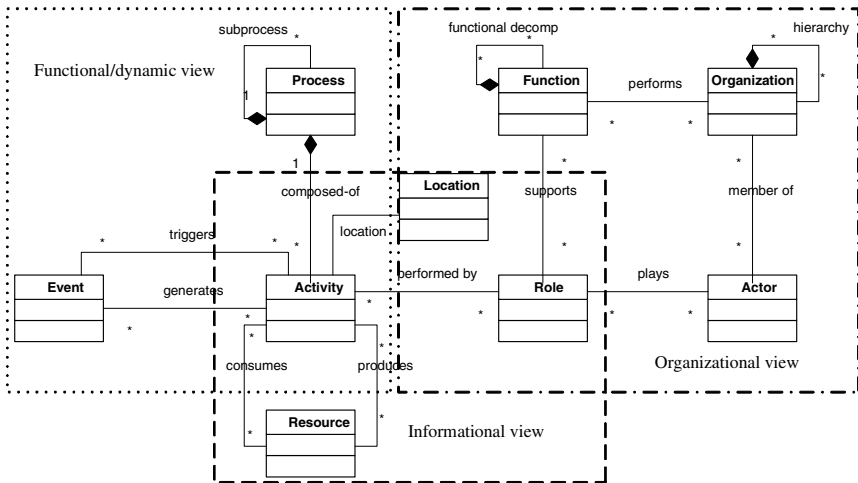 subprocess
*
functional decomp
*
hierarchy
*
Functional/dynamic view
Process
*
Function
performs
Organization
*
1
*
*
1
*
*
composed-of
Location
supports
member of
triggers
location
*
*
*
*
*
Event
generates
Activity
performed by
Role
plays
Actor
*
*
*
*
*
*
*
*
consumes
produces
Organizational view
*
*
Resource
Informational view